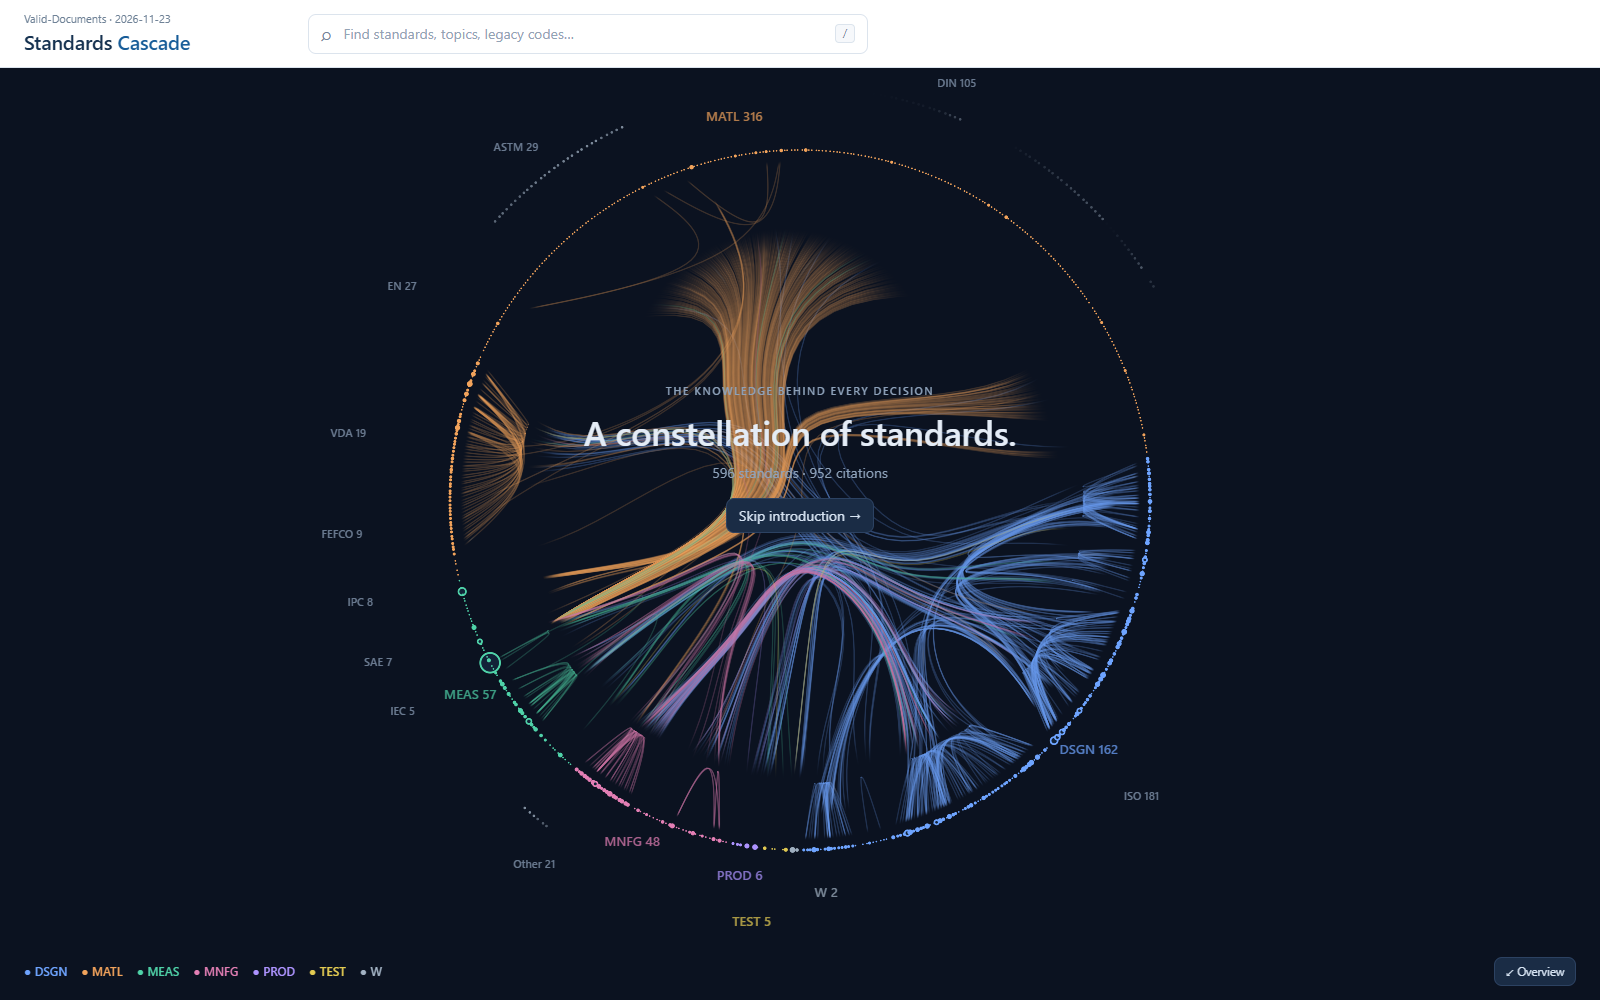 Valid-Documents · 2026-11-23
Standards Cascade
Find standards, topics, legacy codes...
/
DIN 105
MATL 316
ASTM 29
EN 27
THE KNOWLEDGE BEHIND EVERY DECISION
VDA 19
A constellation of standards.
596 standards · 952 citations
Skip introduction →
FEFCO 9
IPC 8
SAE 7
MEAS 57
IEC 5
DSGN 162
ISO 181
MNFG 48
Other 21
PROD 6
W 2
TEST 5
DSGN MATL MEAS MNFG PROD TEST W
↙ Overview